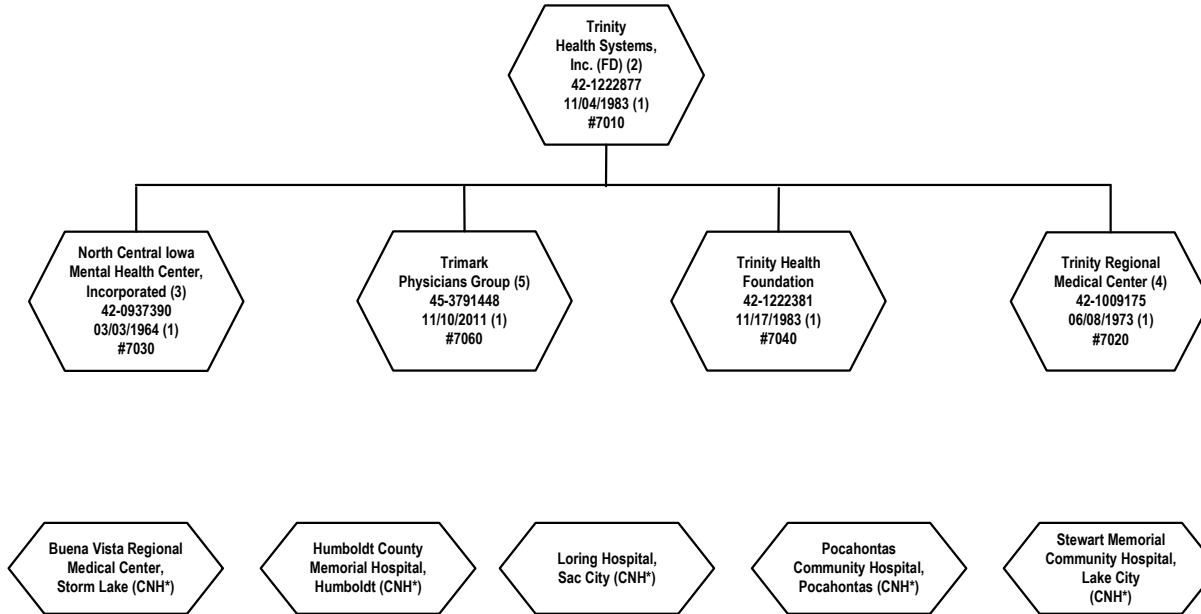 Trinity
Health Systems,
Inc. (FD) (2)
42-1222877
11/04/1983 (1)
#7010
North Central Iowa
Mental Health Center,
Incorporated (3)
42-0937390
03/03/1964 (1)
#7030
Trimark
Physicians Group (5)
45-3791448
11/10/2011 (1)
#7060
Trinity Health
Foundation
42-1222381
11/17/1983 (1)
#7040
Trinity Regional
Medical Center (4)
42-1009175
06/08/1973 (1)
#7020
Buena Vista Regional
Medical Center,
Storm Lake (CNH*)
Humboldt County
Memorial Hospital,
Humboldt (CNH*)
Loring Hospital,
Sac City (CNH*)
Pocahontas
Community Hospital,
Pocahontas (CNH*)
Stewart Memorial
Community Hospital,
Lake City
(CNH*)